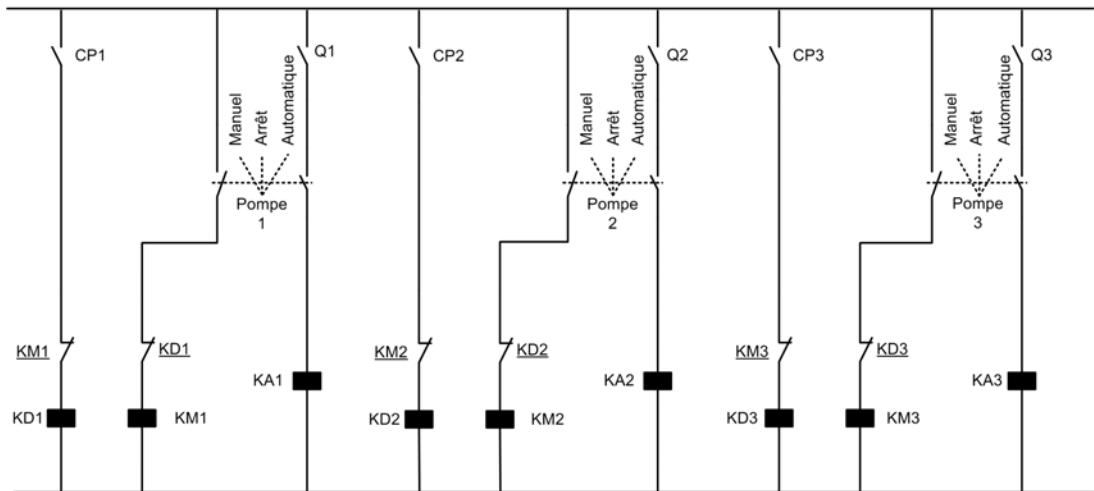 CP1
Q1
CP2
Q2
CP3
Q3
Manuel
Arrêt
Automatique
Manuel
Arrêt
Automatique
Manuel
Arrêt
Automatique
Pompe
1
Pompe
2
Pompe
3
KM1
KD1
KM2
KD2
KM3
KD3
KA1
KA2
KA3
KD1
KM1
KD2
KM2
KD3
KM3